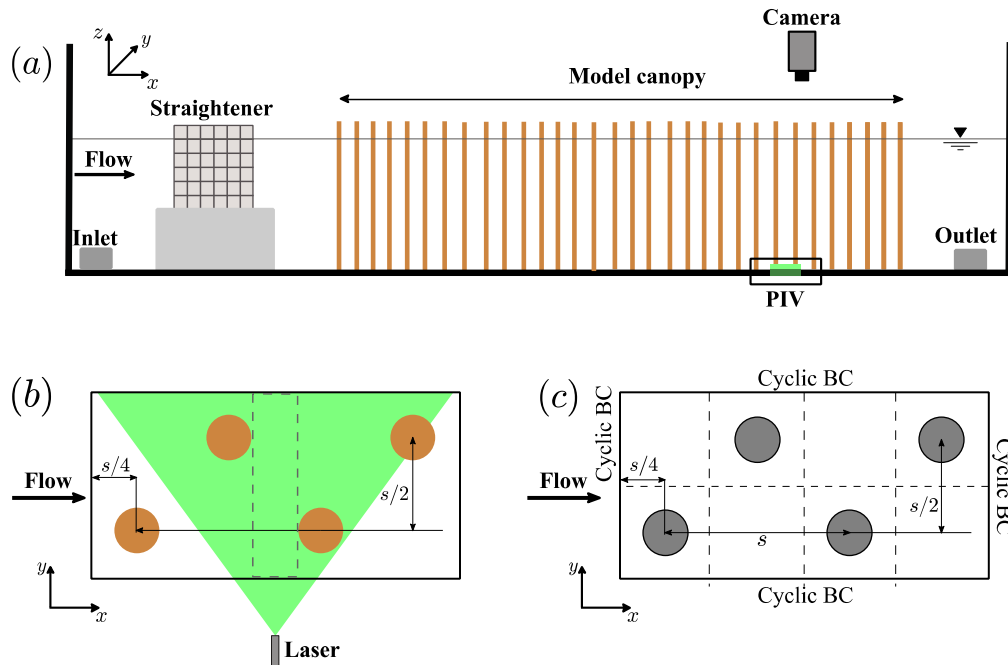 (a)
z
y
x
Straightener
Camera
Model canopy
Flow
Inlet
Outlet
PIV
(b)
s/4
Flow
s/2
y
x
Laser
(c)
Cyclic BC
Cyclic BC
s/4
Flow
s/2
s
Cyclic BC
y
x
Cyclic BC